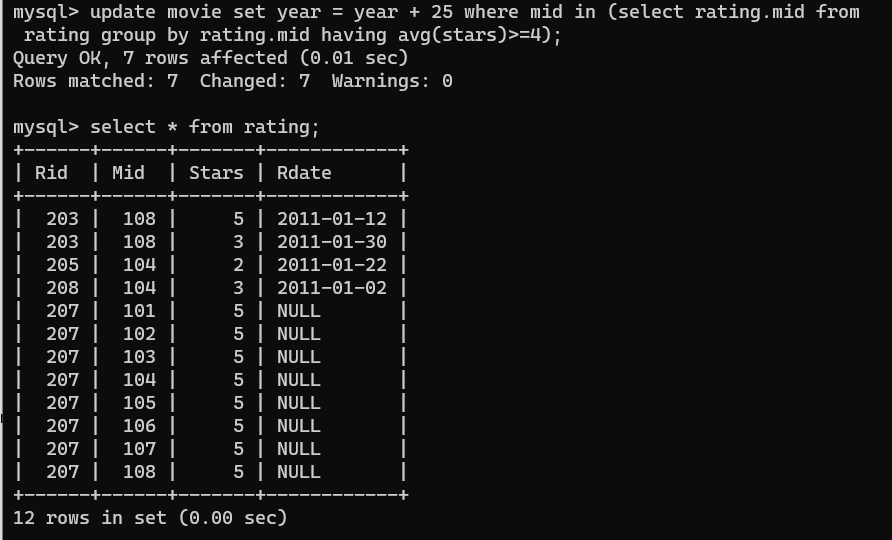 mysql> update movie set year = year + 25 where mid in (select rating.mid from
 rating group by rating.mid having avg(stars)>=4);
Query OK, 7 rows affected (0.01 sec)
Rows matched: 7  Changed: 7  Warnings: 0

mysql> select * from rating;
+------+------+-------+------------+
| Rid  | Mid  | Stars | Rdate      |
+------+------+-------+------------+
|  203 |  108 |     5 | 2011-01-12 |
|  203 |  108 |     3 | 2011-01-30 |
|  205 |  104 |     2 | 2011-01-22 |
|  208 |  104 |     3 | 2011-01-02 |
|  207 |  101 |     5 | NULL       |
|  207 |  102 |     5 | NULL       |
|  207 |  103 |     5 | NULL       |
|  207 |  104 |     5 | NULL       |
|  207 |  105 |     5 | NULL       |
|  207 |  106 |     5 | NULL       |
|  207 |  107 |     5 | NULL       |
|  207 |  108 |     5 | NULL       |
+------+------+-------+------------+
12 rows in set (0.00 sec)